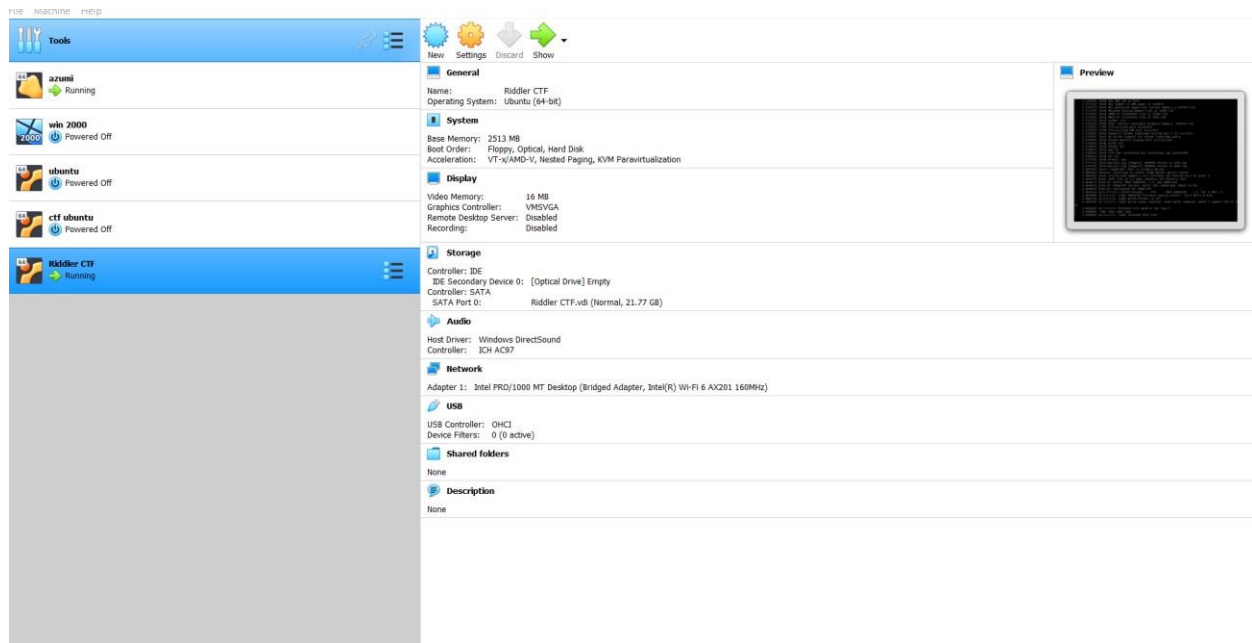 File Machine Help
Tools
azumi
Running
win 2000
Powered Off
ubuntu
Powered Off
ctf ubuntu
Powered Off
Riddler CTF
Running
New Settings Discard Show
General
Name: Riddler CTF
Operating System: Ubuntu (64-bit)
System
Base Memory: 2513 MB
Boot Order: Floppy, Optical, Hard Disk
Acceleration: VT-x/AMD-V, Nested Paging, KVM Paravirtualization
Display
Video Memory: 16 MB
Graphics Controller: VMSVGA
Remote Desktop Server: Disabled
Recording: Disabled
Preview
Storage
Controller: IDE
IDE Secondary Device 0: [Optical Drive] Empty
Controller: SATA
SATA Port 0: Riddler CTF.vdi (Normal, 21.77 GB)
Audio
Host Driver: Windows DirectSound
Controller: ICH AC97
Network
Adapter 1: Intel PRO/1000 MT Desktop (Bridged Adapter, Intel(R) Wi-Fi 6 AX201 160MHz)
USB
USB Controller: OHCI
Device Filters: 0 (0 active)
Shared folders
None
Description
None